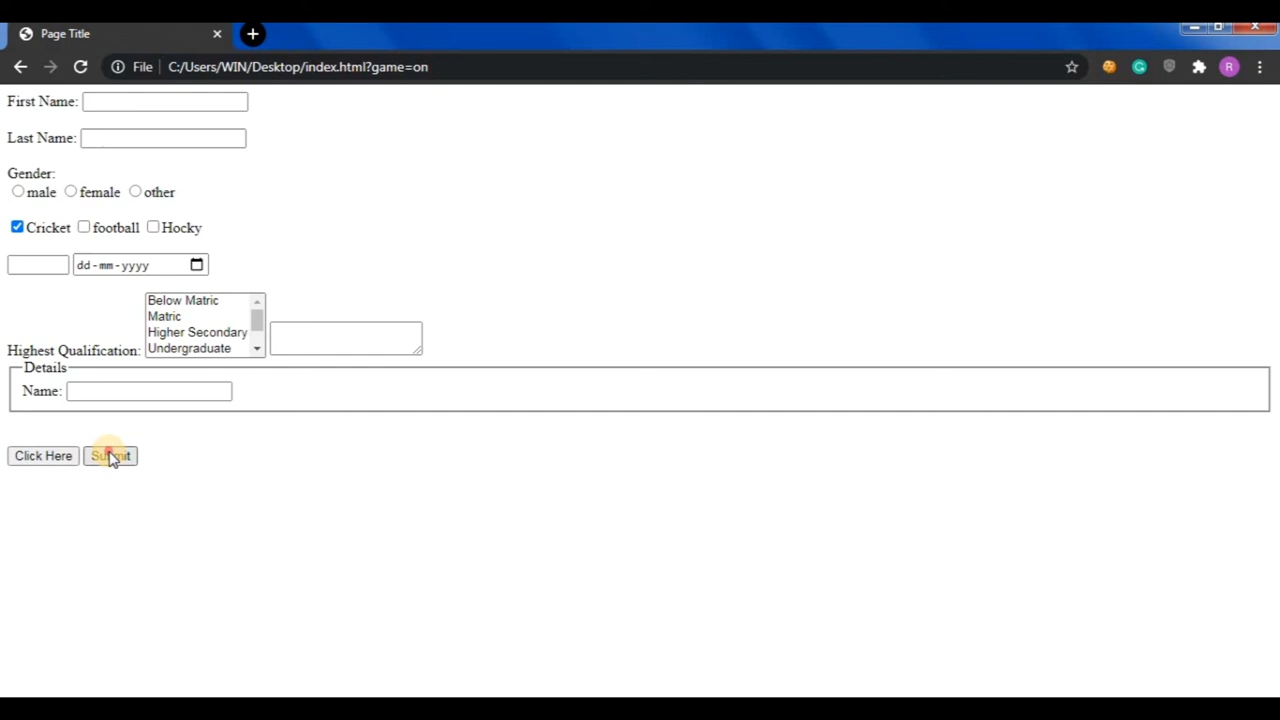 Page Title
File C:/Users/WIN/Desktop/index.html?game=on R
First Name:
Last Name:
Gender:
male female other
Cricket football Hocky
dd-mm-yyyy
Below Matric
Matric
Higher Secondary
Highest Qualification: Undergraduate
Details
Name:
Click Here Submit